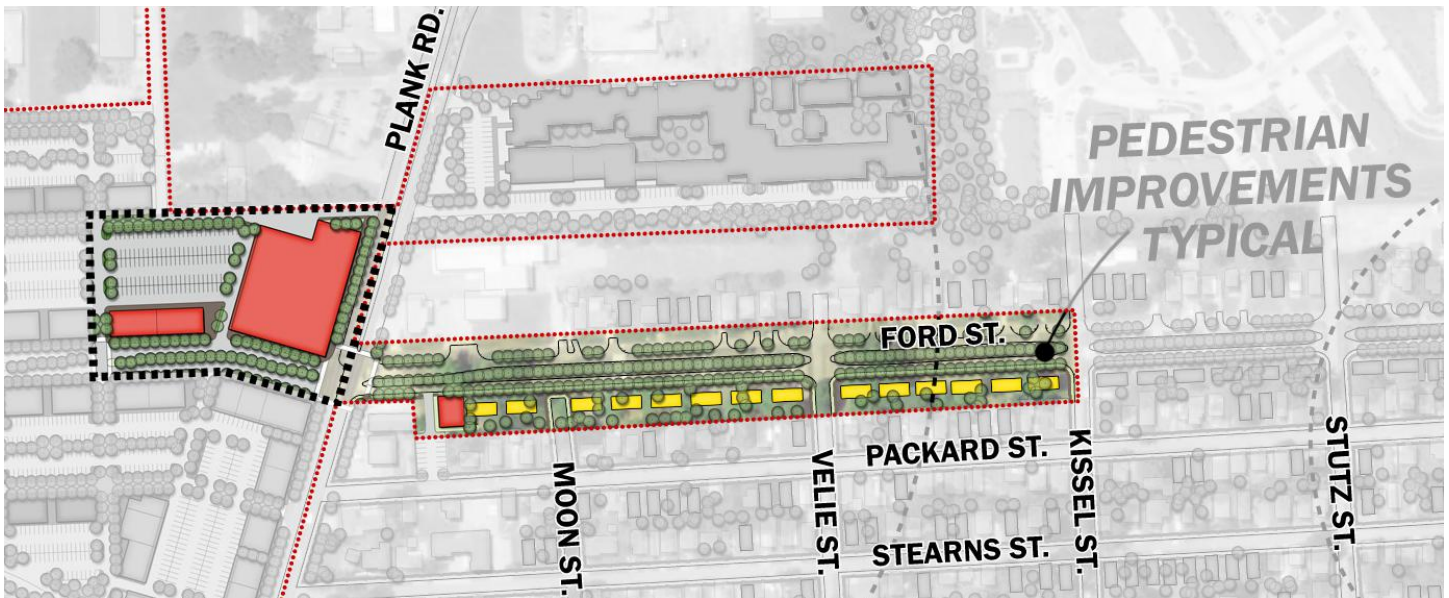 PLANK RD.
PEDESTRIAN
IMPROVEMENTS
TYPICAL
FORD ST.
PACKARD ST.
MOON ST.
VELIE ST.
KISSEL ST.
STUTZ ST.
STEARNS ST.